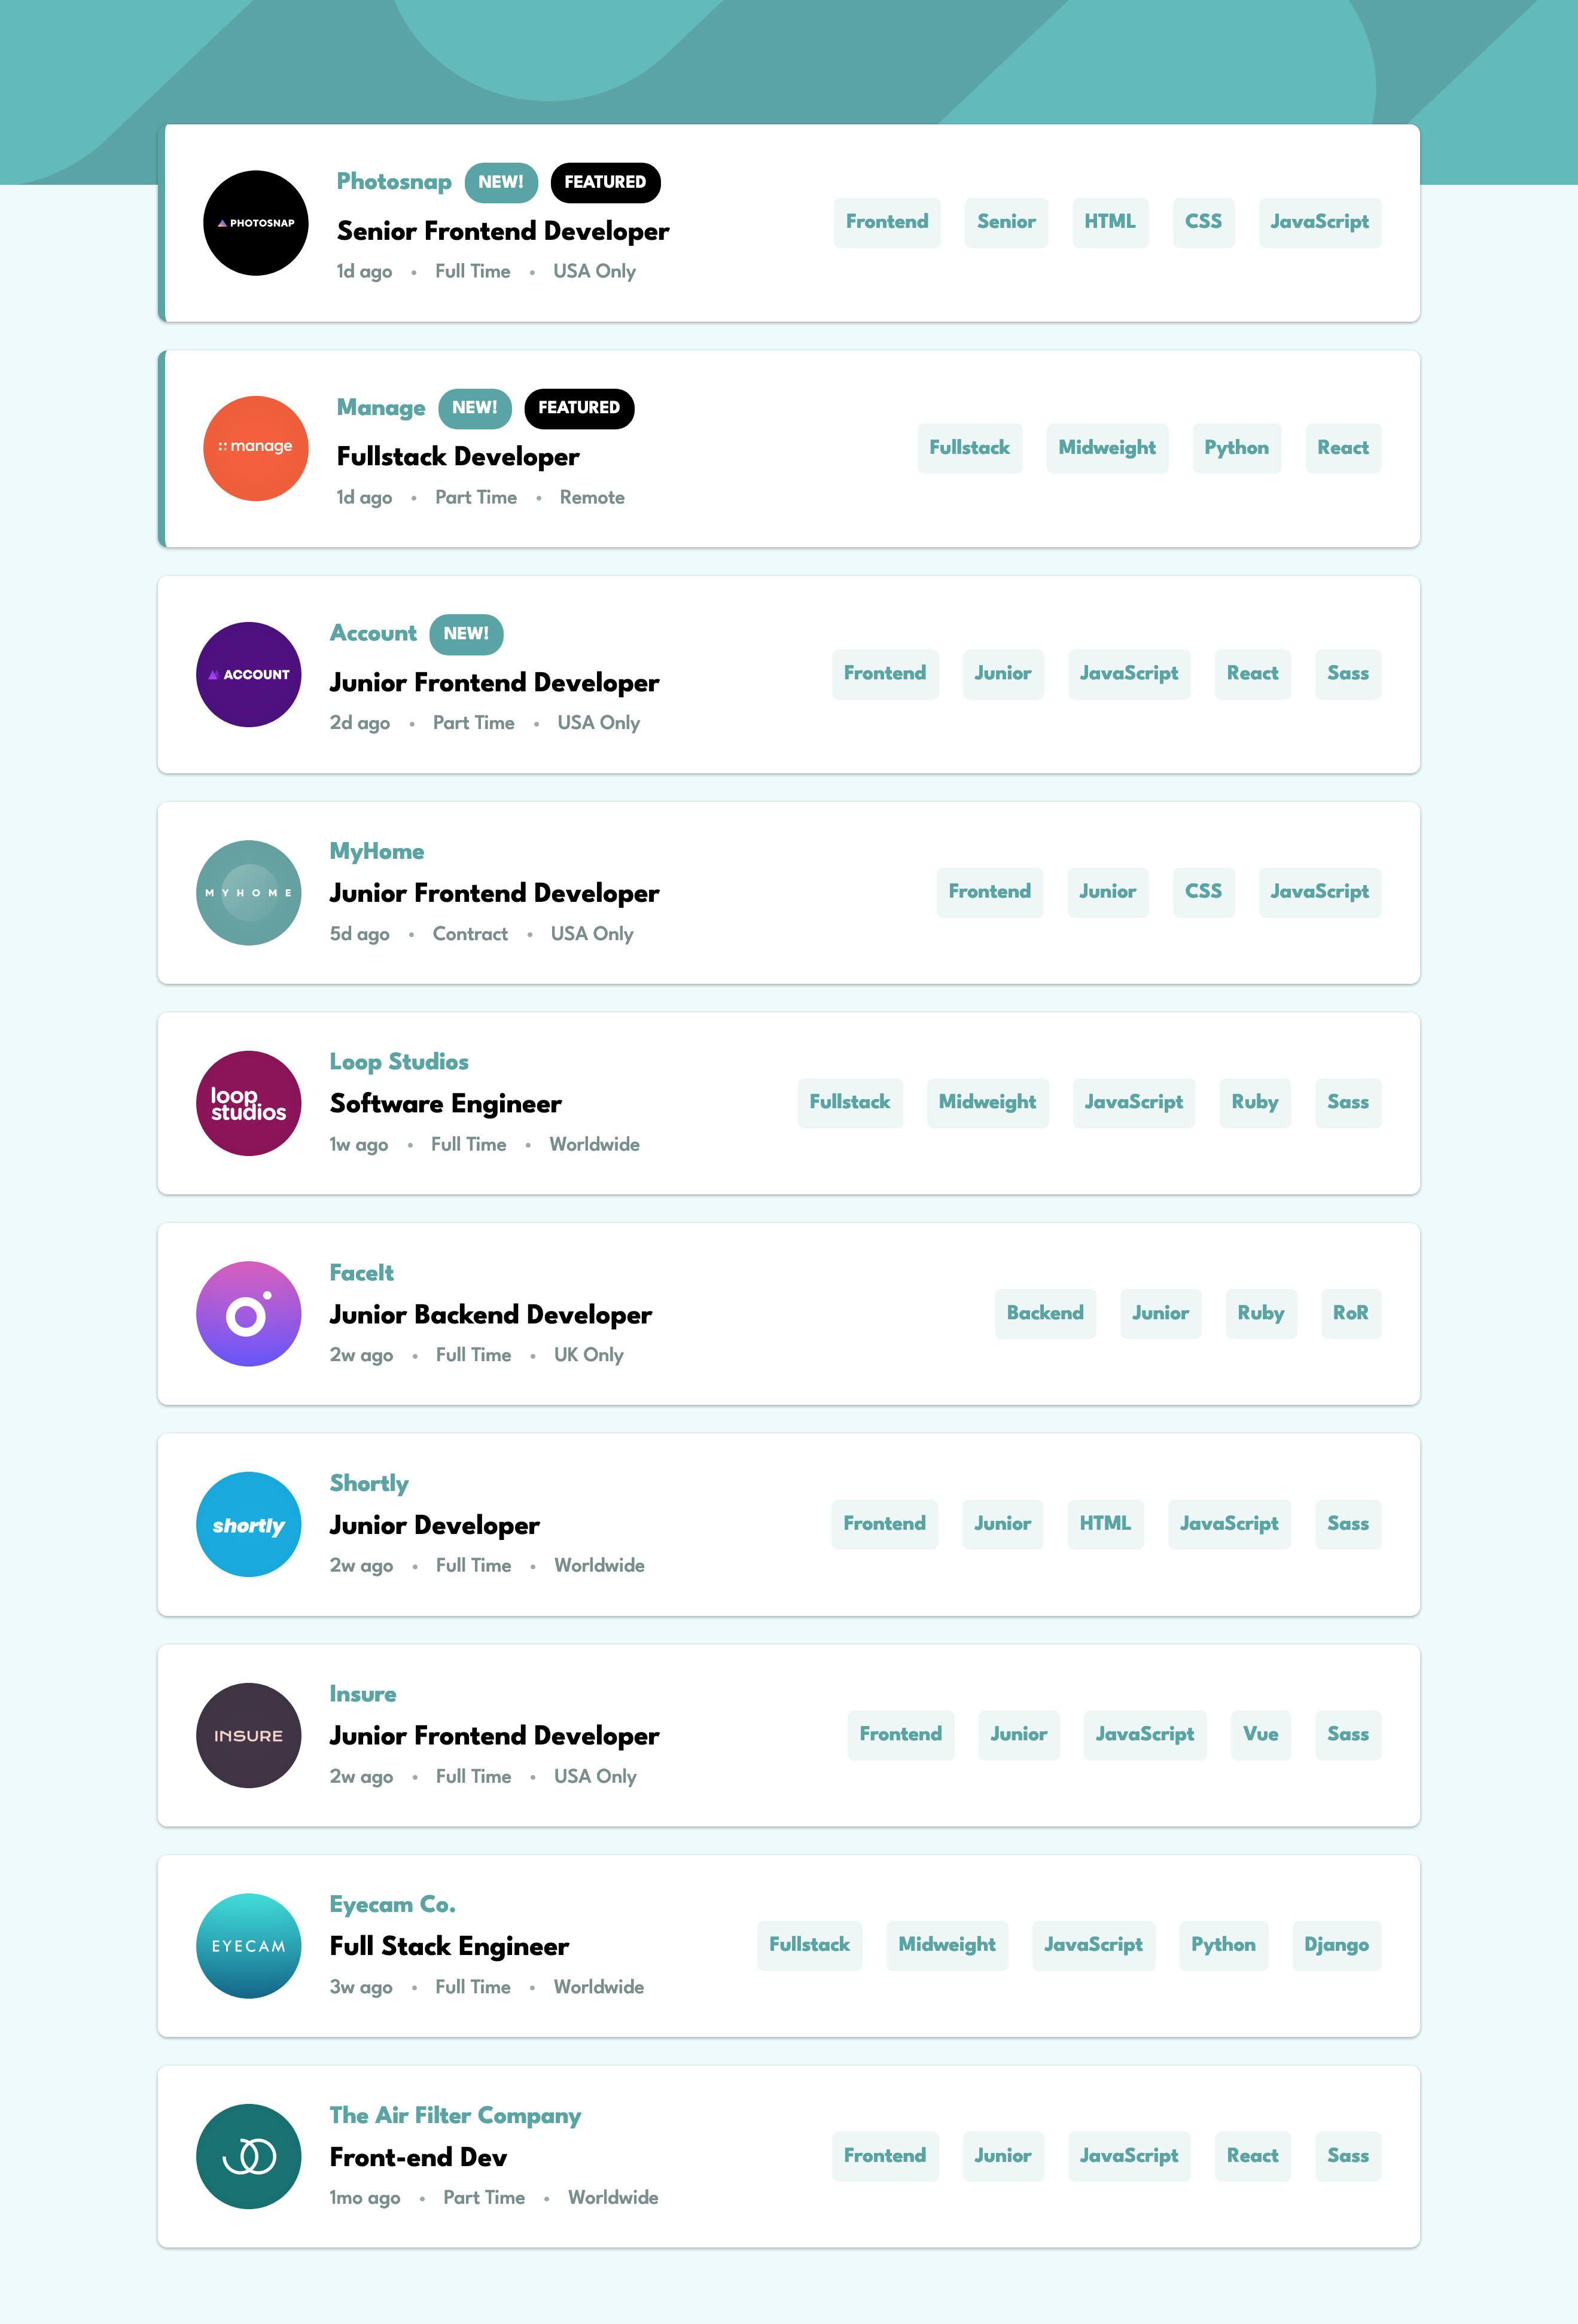 PHOTOSNAP
Photosnap NEW! FEATURED
Senior Frontend Developer
1d ago • Full Time • USA Only
Frontend Senior HTML CSS JavaScript
:: manage
Manage NEW! FEATURED
Fullstack Developer
1d ago • Part Time • Remote
Fullstack Midweight Python React
ACCOUNT
Account NEW!
Junior Frontend Developer
2d ago • Part Time • USA Only
Frontend Junior JavaScript React Sass
MYHOME
MyHome
Junior Frontend Developer
5d ago • Contract • USA Only
Frontend Junior CSS JavaScript
loop
studios
Loop Studios
Software Engineer
1w ago • Full Time • Worldwide
Fullstack Midweight JavaScript Ruby Sass
FaceIt
Junior Backend Developer
2w ago • Full Time • UK Only
Backend Junior Ruby RoR
shortly
Shortly
Junior Developer
2w ago • Full Time • Worldwide
Frontend Junior HTML JavaScript Sass
INSURE
Insure
Junior Frontend Developer
2w ago • Full Time • USA Only
Frontend Junior JavaScript Vue Sass
EYECAM
Eyecam Co.
Full Stack Engineer
3w ago • Full Time • Worldwide
Fullstack Midweight JavaScript Python Django
The Air Filter Company
Front-end Dev
1mo ago • Part Time • Worldwide
Frontend Junior JavaScript React Sass